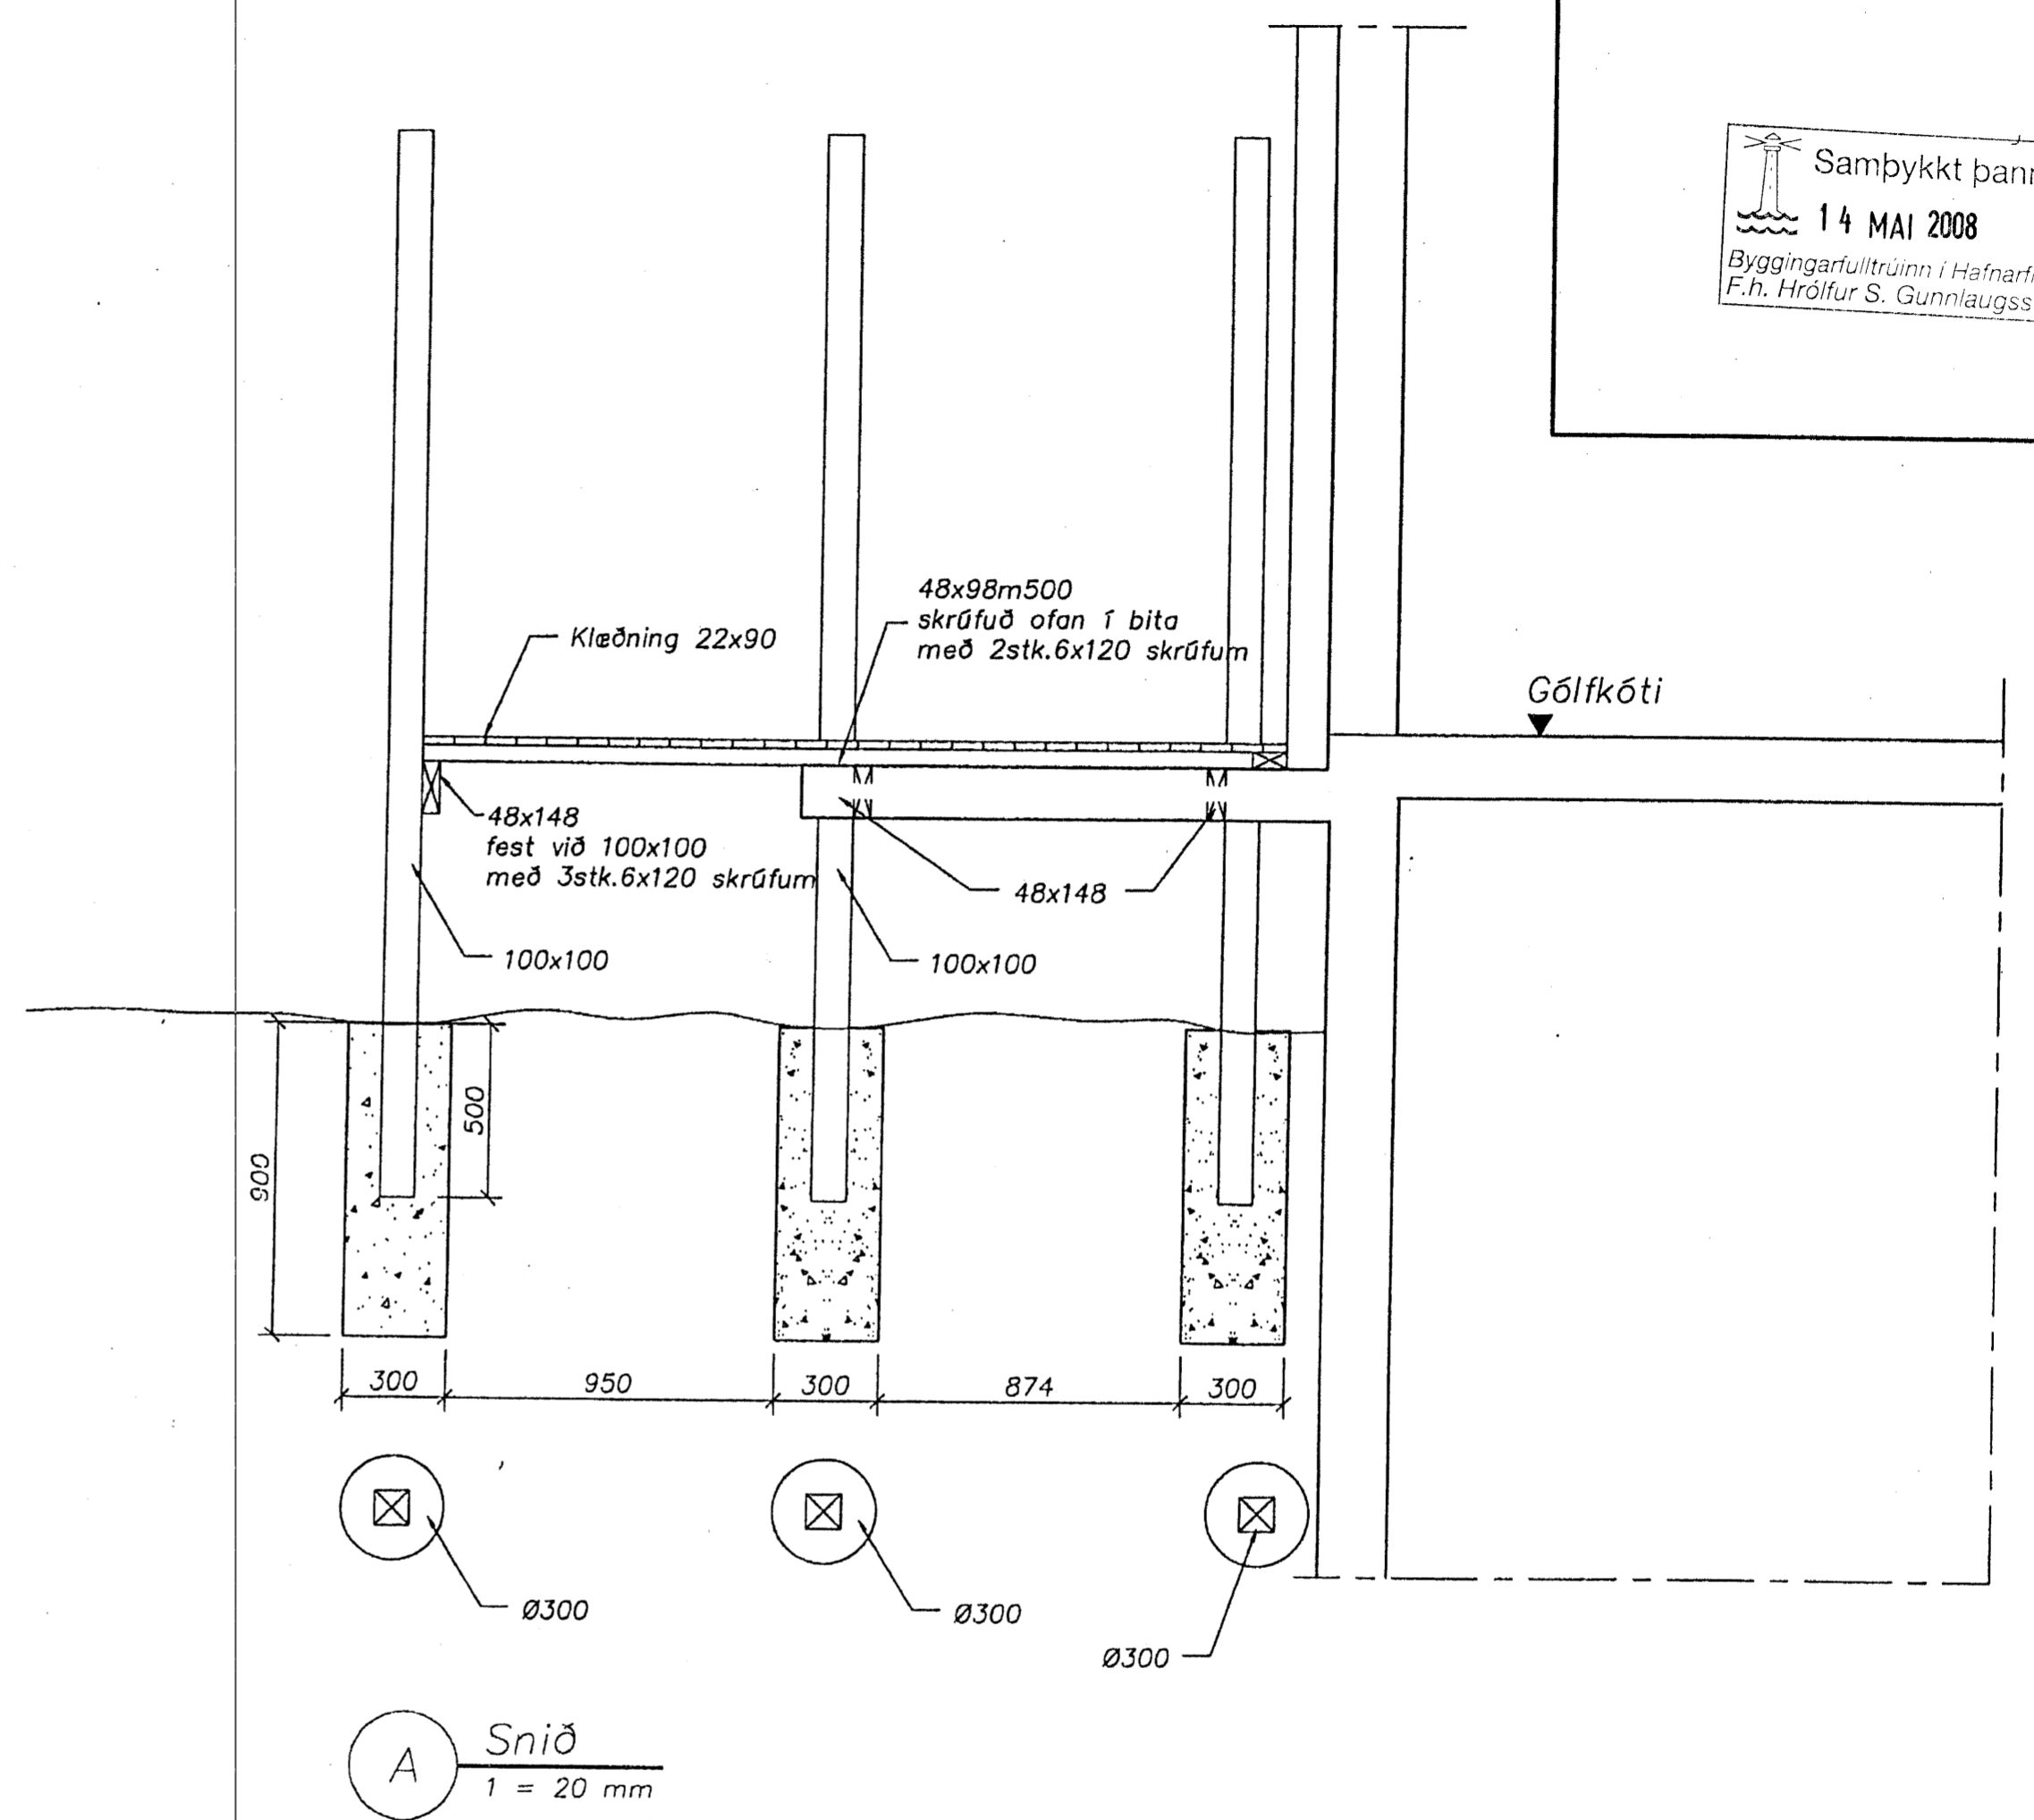 Samþykkt þann
14 MAI 2008
Byggingarfulltrúinn í Hafnarf
F.h. Hrólfur S. Gunnlaugss
48x98m500
skrúfuð ofan í bita
með 2stk.6x120 skrúfum
Klæðning 22x90
Gólfkóti
48x148
fest við 100x100
með 3stk.6x120 skrúfum
48x148
100x100
100x100
500
900
300
950
300
874
300
Ø300
Ø300
Ø300
A
Snið
1 = 20 mm